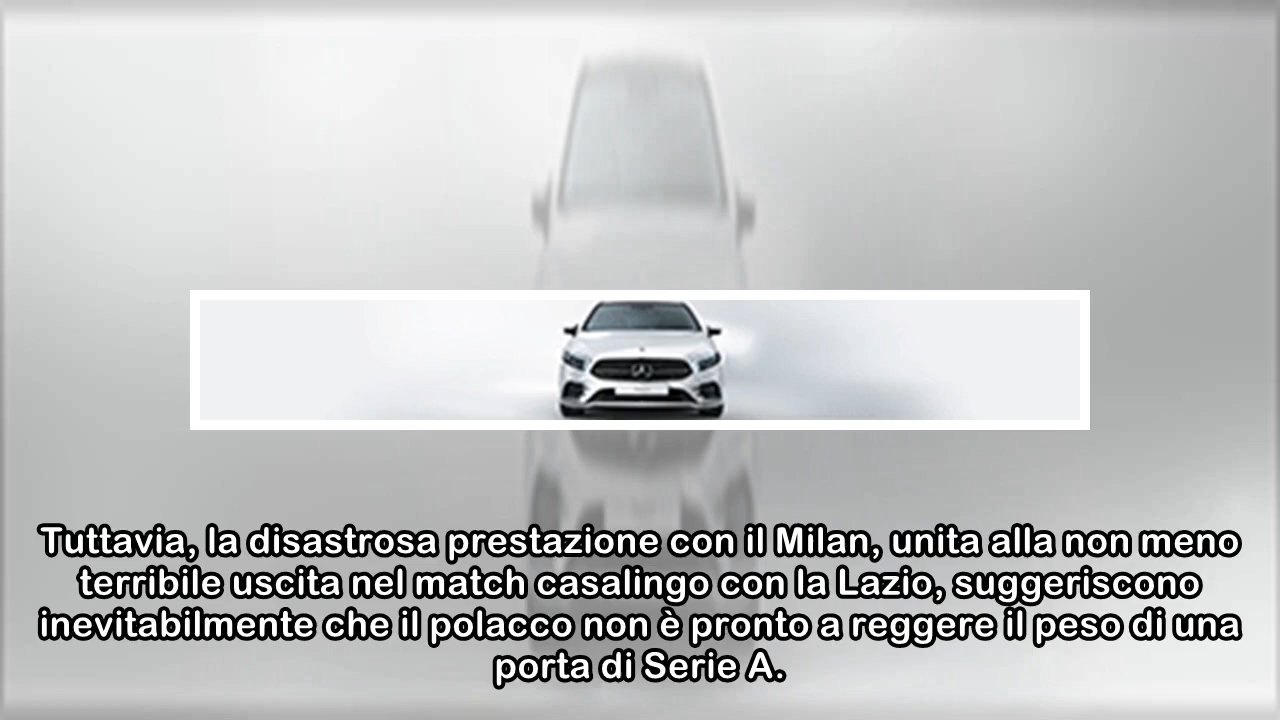 Tuttavia, la disastrosa prestazione con il Milan, unita alla non meno
terribile uscita nel match casalingo con la Lazio, suggeriscono
inevitabilmente che il polacco non è pronto a reggere il peso di una
porta di Serie A.